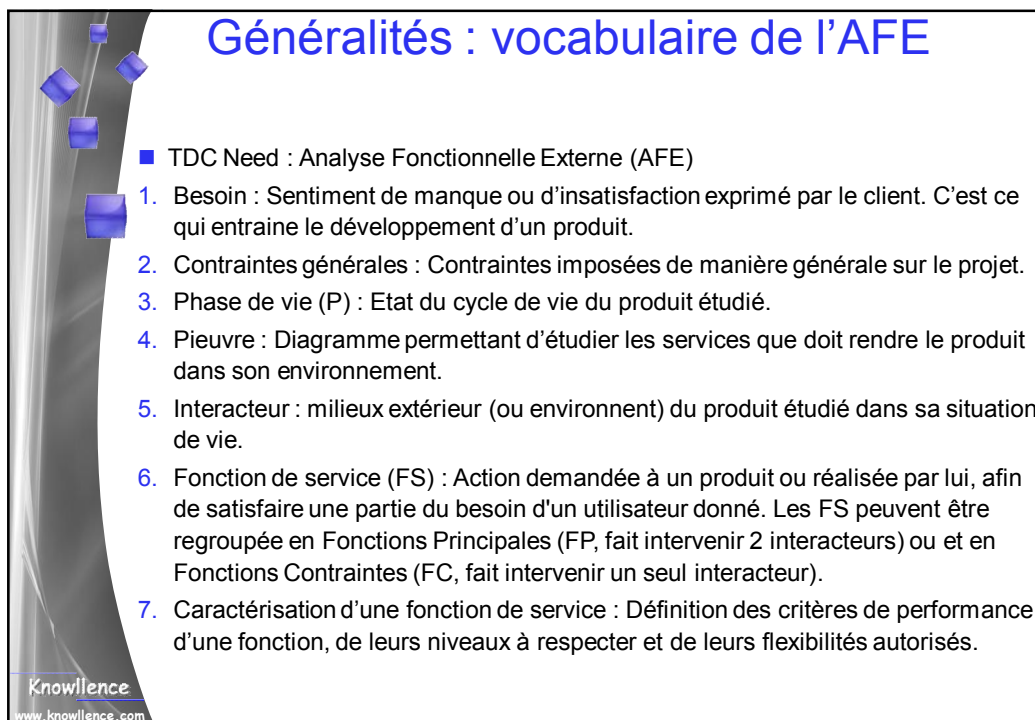 Généralités : vocabulaire de l’AFE
TDC Need : Analyse Fonctionnelle Externe (AFE)
1. Besoin : Sentiment de manque ou d’insatisfaction exprimé par le client. C’est ce
qui entraine le développement d’un produit.
2. Contraintes générales : Contraintes imposées de manière générale sur le projet.
3. Phase de vie (P) : Etat du cycle de vie du produit étudié.
4. Pieuvre : Diagramme permettant d’étudier les services que doit rendre le produit
dans son environnement.
5. Interacteur : milieux extérieur (ou environnent) du produit étudié dans sa situation
de vie.
6. Fonction de service (FS) : Action demandée à un produit ou réalisée par lui, afin
de satisfaire une partie du besoin d'un utilisateur donné. Les FS peuvent être
regroupée en Fonctions Principales (FP, fait intervenir 2 interacteurs) ou et en
Fonctions Contraintes (FC, fait intervenir un seul interacteur).
7. Caractérisation d’une fonction de service : Définition des critères de performance
d’une fonction, de leurs niveaux à respecter et de leurs flexibilités autorisés.
Knowllence
www.knowllence.com